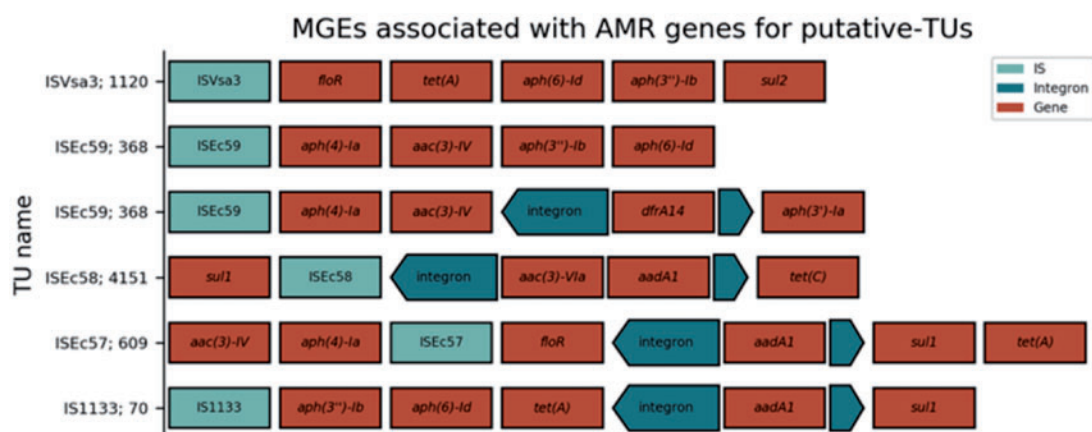 MGEs associated with AMR genes for putative-TUs
IS
Integron
Gene
TU name
ISVsa3; 1120 ISVsa3 floR tet(A) aph(6)-Id aph(3'')-Ib sul2
ISEc59; 368 ISEc59 aph(4)-Ia aac(3)-IV aph(3'')-Ib aph(6)-Id
ISEc59; 368 ISEc59 aph(4)-Ia aac(3)-IV integron dfrA14 aph(3')-Ia
ISEc58; 4151 sul1 ISEc58 integron aac(3)-VIa aadA1 tet(C)
ISEc57; 609 aac(3)-IV aph(4)-Ia ISEc57 floR integron aadA1 sul1 tet(A)
IS1133; 70 IS1133 aph(3'')-Ib aph(6)-Id tet(A) integron aadA1 sul1